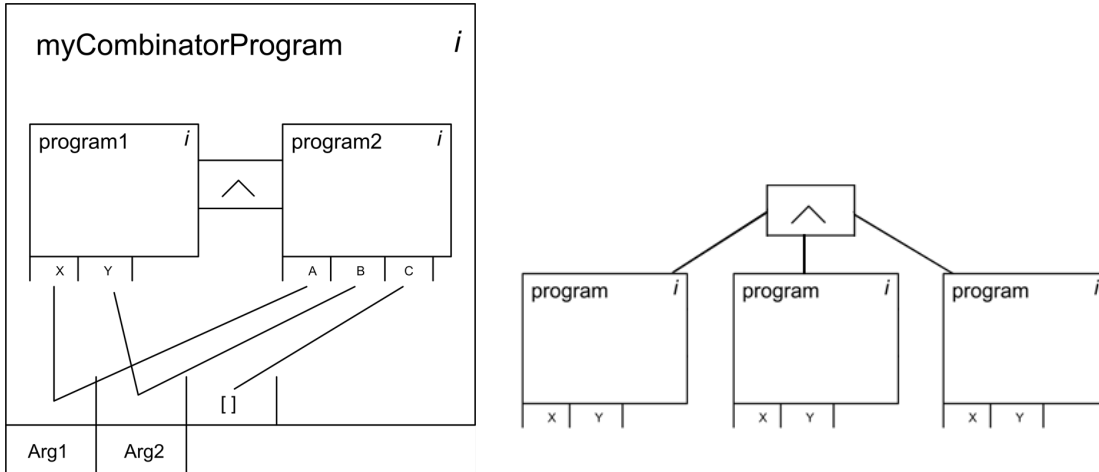 myCombinatorProgram i
program1 i
program2 i
∧
X Y
A B C
[ ]
Arg1 Arg2
∧
program i
program i
program i
X Y
X Y
X Y